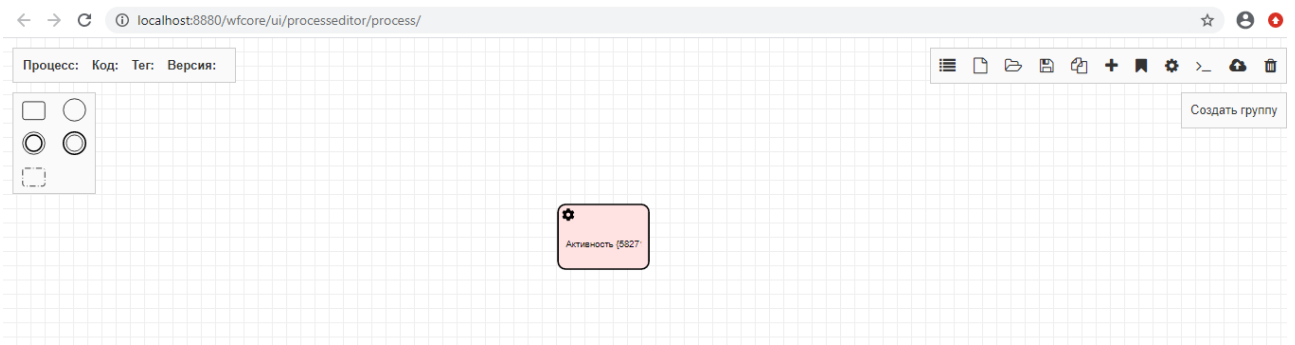 localhost:8880/wfcore/ui/processeditor/process/
Процесс: Код: Тег: Версия:
Создать группу
Активность {5827